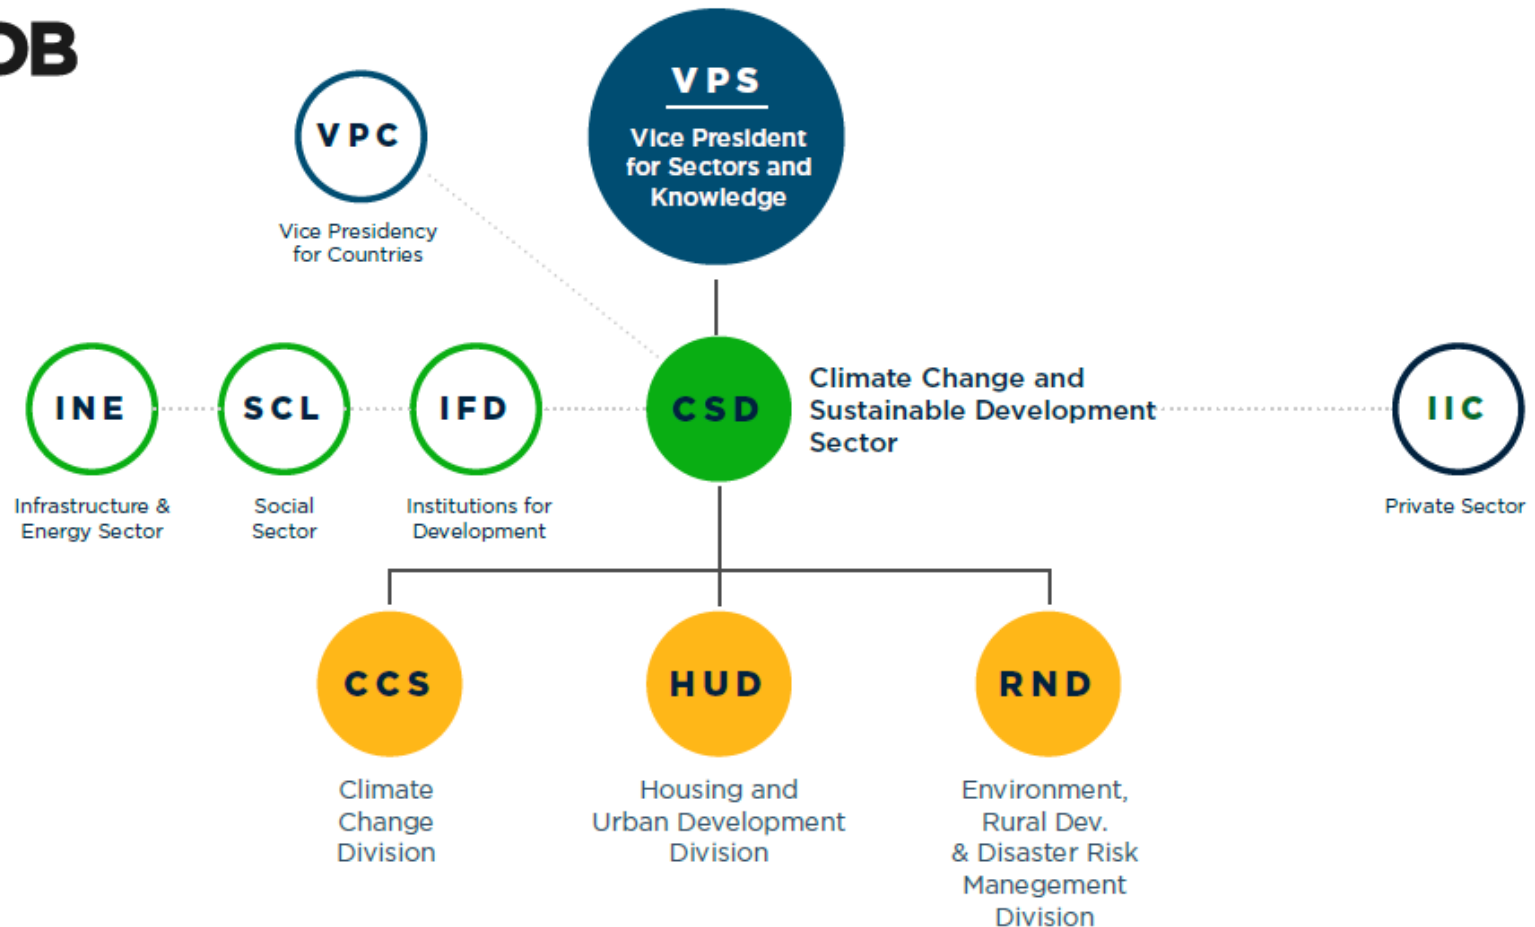 DB
VPS
Vice President
for Sectors and
Knowledge
VPC
Vice Presidency
for Countries
INE
SCL
IFD
CSD
Climate Change and
Sustainable Development
Sector
IIC
Infrastructure &
Energy Sector
Social
Sector
Institutions for
Development
Private Sector
CCS
HUD
RND
Climate
Change
Division
Housing and
Urban Development
Division
Environment,
Rural Dev.
& Disaster Risk
Manegement
Division